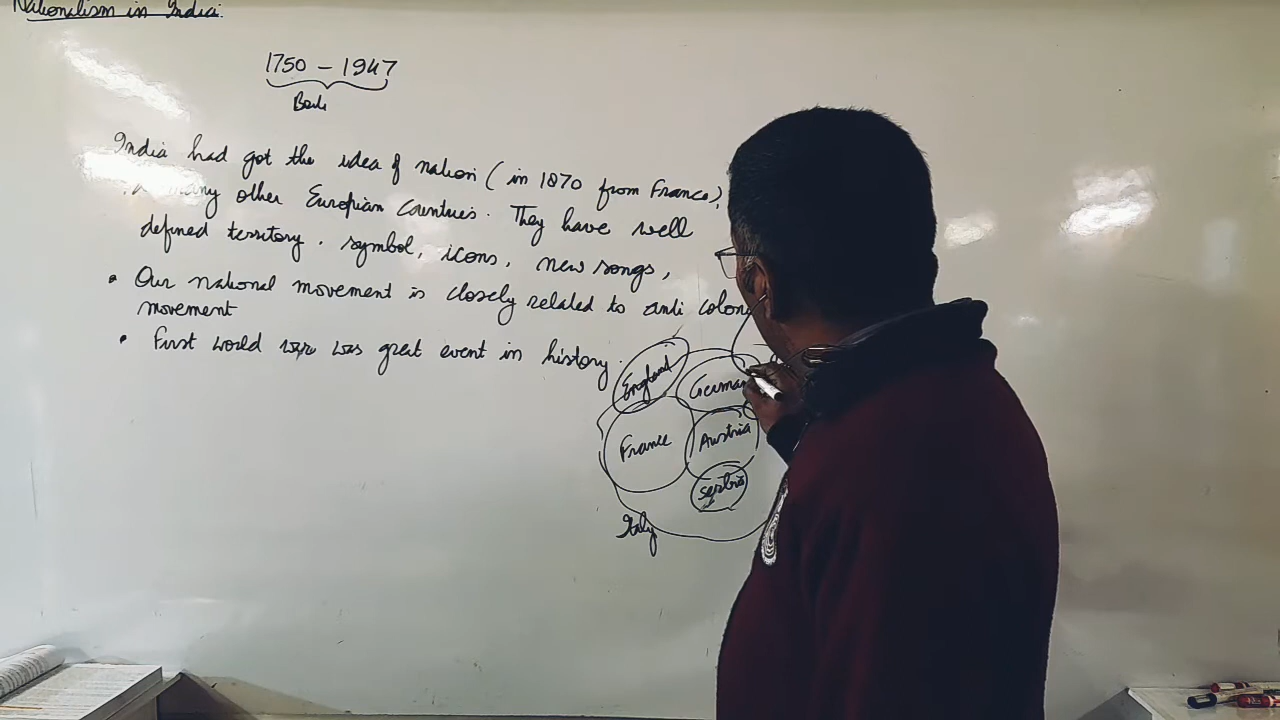 Nationalism in India.
1750 - 1947
India had got the idea of nation ( in 1870 from France),
many other Europian Countries. They have well
defined territory. symbol, icons, new songs,
• Our national movement is closely related to anti colon
movement
• First world war was great event in history.
England
German
France
Austria
Serbia
Italy